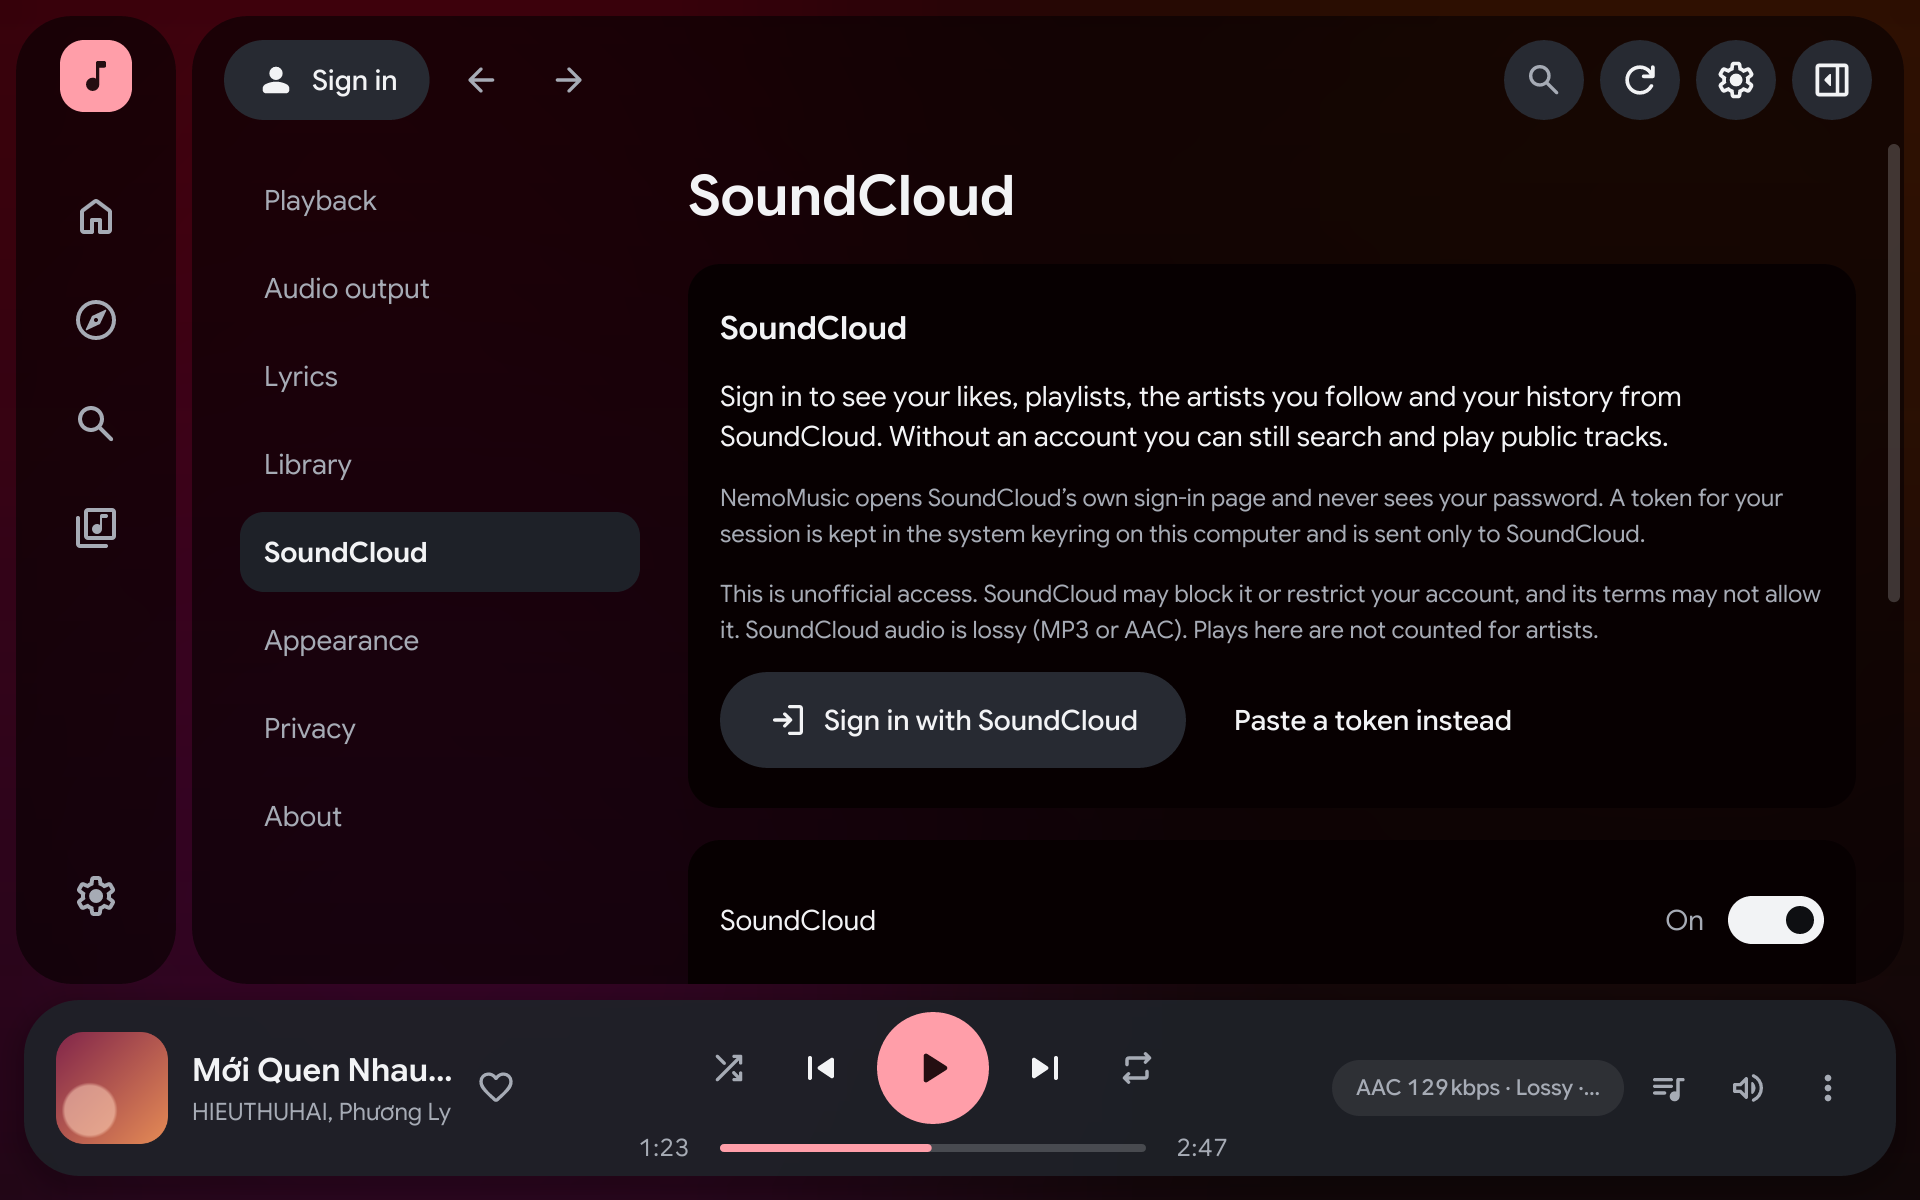 Sign in
Playback
Audio output
Lyrics
Library
SoundCloud
Appearance
Privacy
About
SoundCloud
SoundCloud
Sign in to see your likes, playlists, the artists you follow and your history from
SoundCloud. Without an account you can still search and play public tracks.
NemoMusic opens SoundCloud’s own sign-in page and never sees your password. A token for your
session is kept in the system keyring on this computer and is sent only to SoundCloud.
This is unofficial access. SoundCloud may block it or restrict your account, and its terms may not allow
it. SoundCloud audio is lossy (MP3 or AAC). Plays here are not counted for artists.
Sign in with SoundCloud
Paste a token instead
SoundCloud
On
Mới Quen Nhau...
HIEUTHUHAI, Phương Ly
1:23
2:47
AAC 129 kbps · Lossy ·...